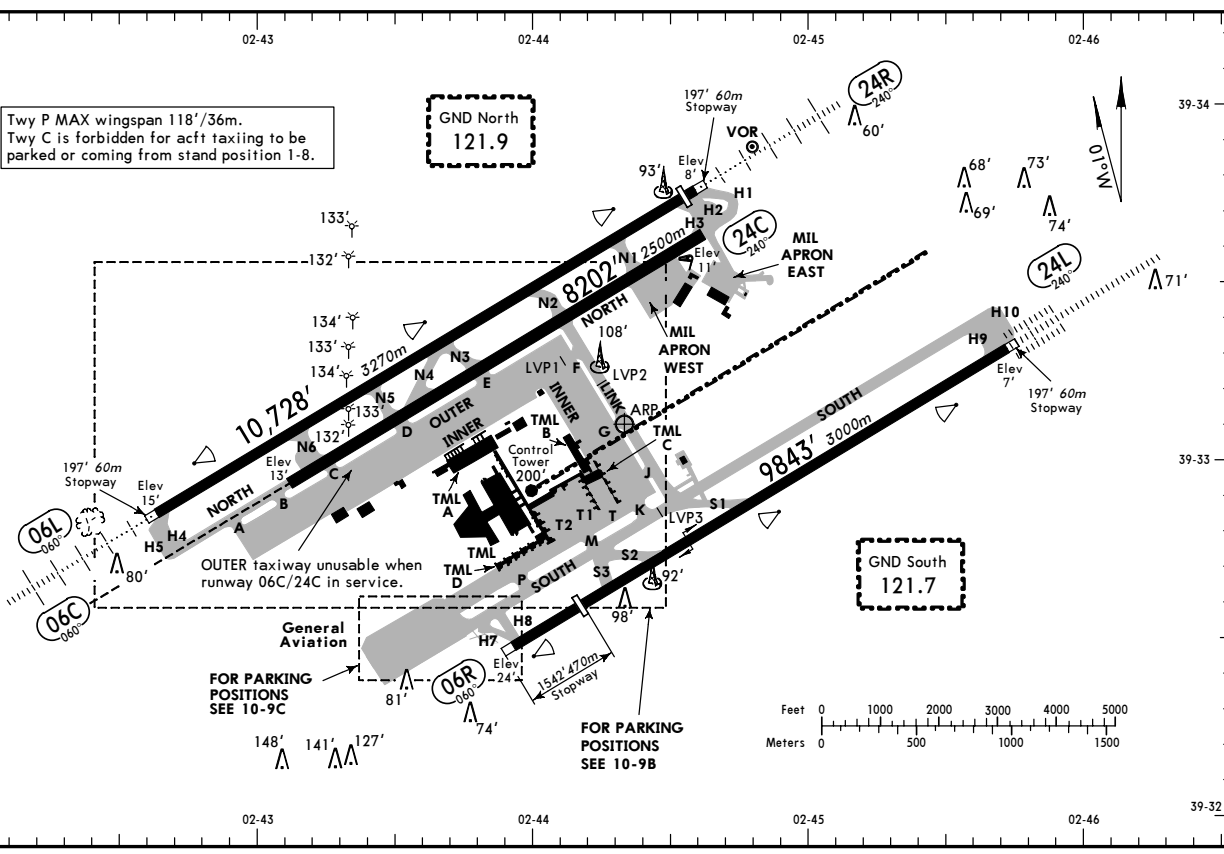 02-43
02-44
02-45
02-46
39-34
Twy P MAX wingspan 118'/36m.
Twy C is forbidden for acft taxiing to be
parked or coming from stand position 1-8.
GND North
121.9
197' 60m
Stopway
24R
240°
60'
VOR
01°W
93'
Elev
8'
H1
H2
H3
24C
240°
68'
73'
69'
74'
133'
132'
MIL
APRON
EAST
N1
2500m
Elev
11'
8202'
NORTH
N2
24L
240°
71'
134'
133'
3270m
134'
133'
132'
N3
N4
N5
N6
E
108'
LVP1
F
LVP2
MIL
APRON
WEST
H10
H9
Elev
7'
197' 60m
Stopway
10,728'
OUTER
INNER
D
INNER
LINK
ARP
TML
B
G
TML
C
SOUTH
9843'
3000m
39-33
Elev
13'
C
Control
Tower
200'
197' 60m
Stopway
Elev
15'
NORTH
B
A
TML
A
J
06L
060°
H4
H5
80'
T1
T
K
LVP3
S1
T2
M
S2
S3
OUTER taxiway unusable when
runway 06C/24C in service.
TML
TML
D
P
SOUTH
92'
98'
GND South
121.7
06C
060°
General
Aviation
H8
H7
Elev
24'
06R
060°
1542' 470m
Stopway
FOR PARKING
POSITIONS
SEE 10-9C
81'
74'
FOR PARKING
POSITIONS
SEE 10-9B
148'
141'
127'
Feet 0 1000 2000 3000 4000 5000
Meters 0 500 1000 1500
39-32
02-43
02-44
02-45
02-46